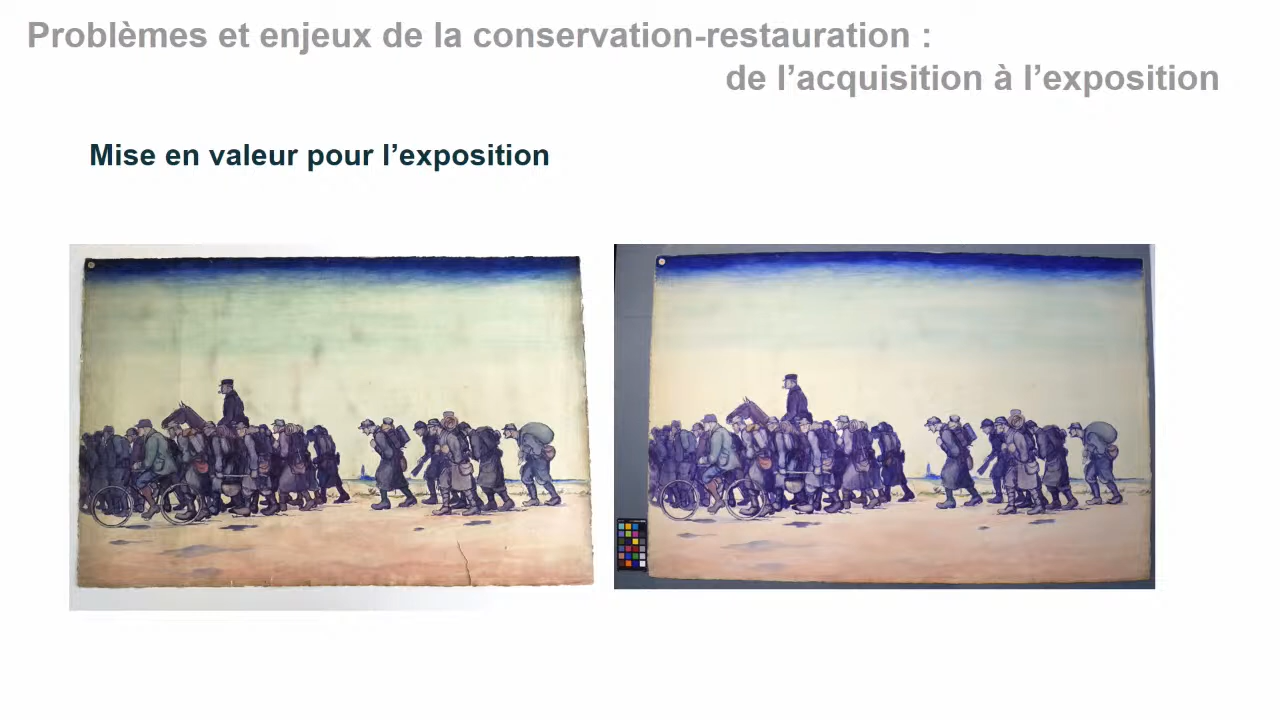 Problèmes et enjeux de la conservation-restauration :
de l’acquisition à l’exposition
Mise en valeur pour l’exposition